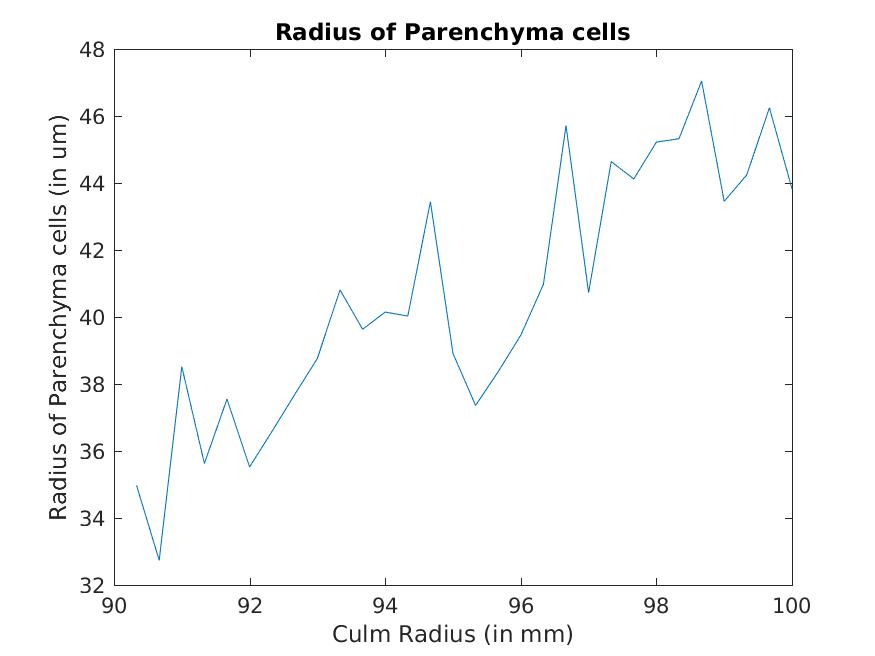 Radius of Parenchyma cells
48
46
44
42
40
38
36
34
32
Radius of Parenchyma cells (in um)
90 92 94 96 98 100
Culm Radius (in mm)